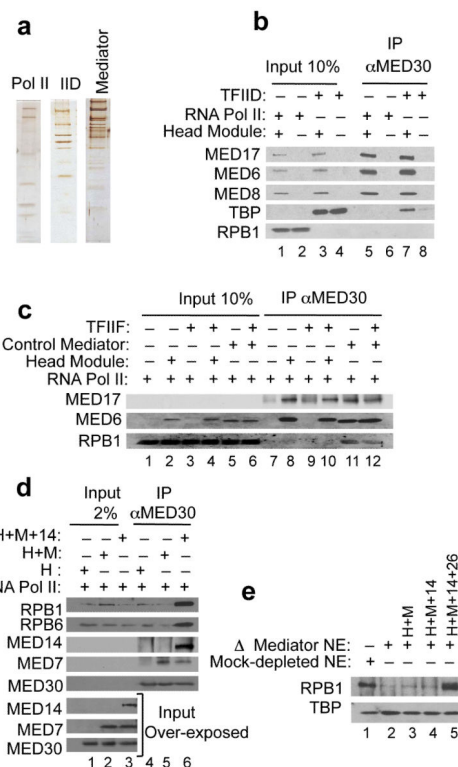 a
Pol II IID Mediator
b
IP
Input 10% αMED30
TFIID: – – + + – – + +
RNA Pol II: + + – – + + – –
Head Module: + – + – + – + –
MED17
MED6
MED8
TBP
RPB1
1 2 3 4 5 6 7 8
c
Input 10% IP αMED30
TFIIF: – – + + – + – – + + – +
Control Mediator: – – – – + + – – – – + +
Head Module: – + – + – – – + – + – –
RNA Pol II: + + + + + + + + + + + +
MED17
MED6
RPB1
1 2 3 4 5 6 7 8 9 10 11 12
d
Input IP
2% αMED30
H+M+14: – – + – – +
H+M: – + – – + –
H : + – – + – –
NA Pol II: + + + + + +
RPB1
RPB6
MED14
MED7
MED30
MED14
MED7
MED30
Input
Over-exposed
1 2 3 4 5 6
e
H+M
H+M+14
H+M+14+26
Δ Mediator NE: – + + + +
Mock-depleted NE: + – – – –
RPB1
TBP
1 2 3 4 5